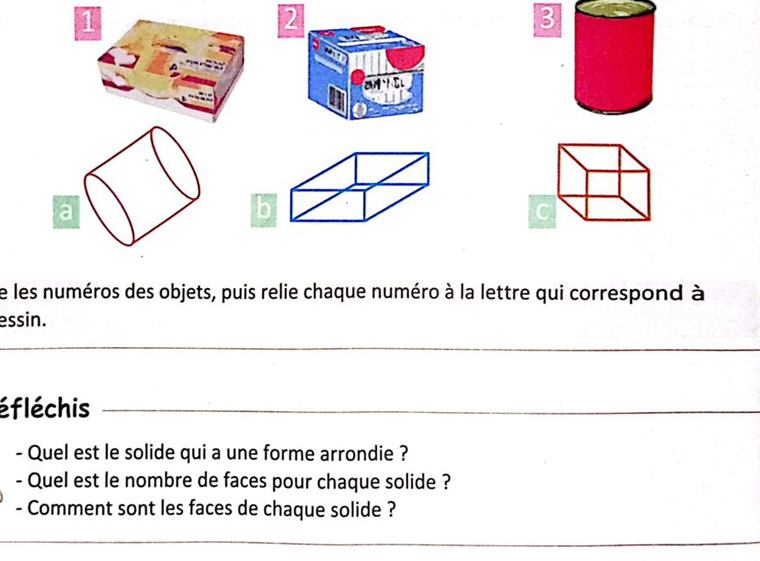 1 2 3
a b c
e les numéros des objets, puis relie chaque numéro à la lettre qui correspond à
essin.
éfléchis
- Quel est le solide qui a une forme arrondie ?
- Quel est le nombre de faces pour chaque solide ?
- Comment sont les faces de chaque solide ?